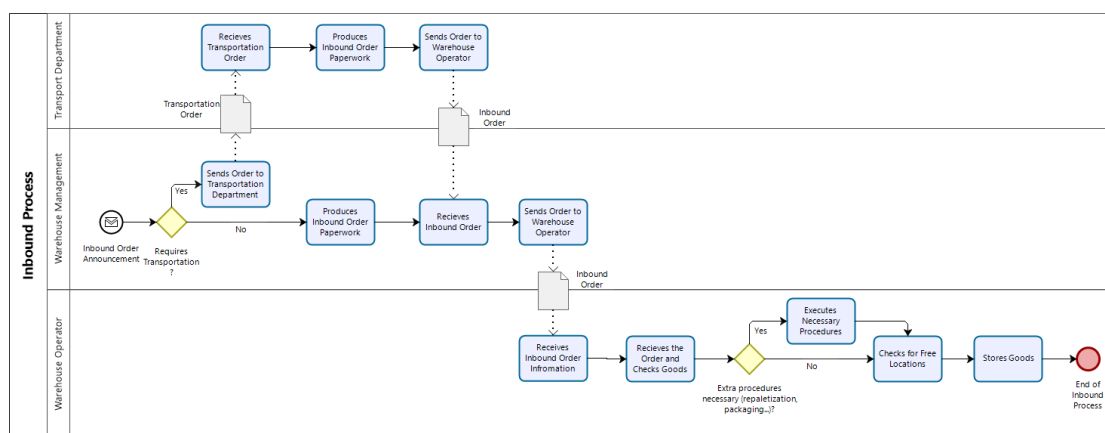 Inbound Process
Transport Department
Recieves
Transportation
Order
Produces
Inbound Order
Paperwork
Sends Order to
Warehouse
Operator
Transportation
Order
Inbound
Order
Warehouse Management
Inbound Order
Announcement
Requires
Transportation
?
Yes
Sends Order to
Transportation
Department
No
Produces
Inbound Order
Paperwork
Recieves
Inbound Order
Sends Order to
Warehouse
Operator
Inbound
Order
Warehouse Operator
Receives
Inbound Order
Infromation
Recieves the
Order and
Checks Goods
Extra procedures
necessary (repaletization,
packaging...)?
Yes
Executes
Necessary
Procedures
No
Checks for Free
Locations
Stores Goods
End of
Inbound
Process